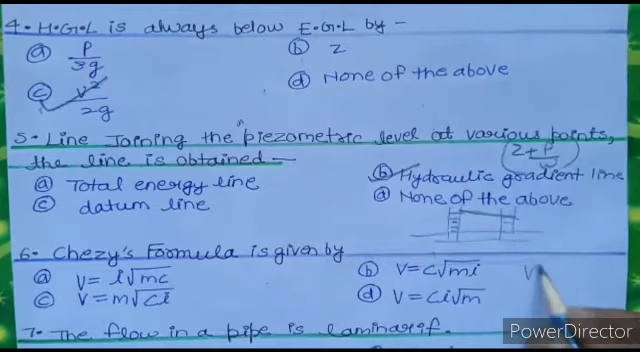 4. H.G.L is always below E.G.L by -
(a) P/3g (b) Z
(c) V²/2g (d) None of the above
5. Line Joining the piezometric level at various points,
the line is obtained - Z + P/w
(a) Total energy line (b) Hydraulic gradient line
(c) datum line (d) None of the above
6. Chezy's Formula is given by
(a) V = i√mc (b) V = C√mi V
(c) V = m√Ci (d) V = Ci√m
7. The flow in a pipe is laminar if.
PowerDirector